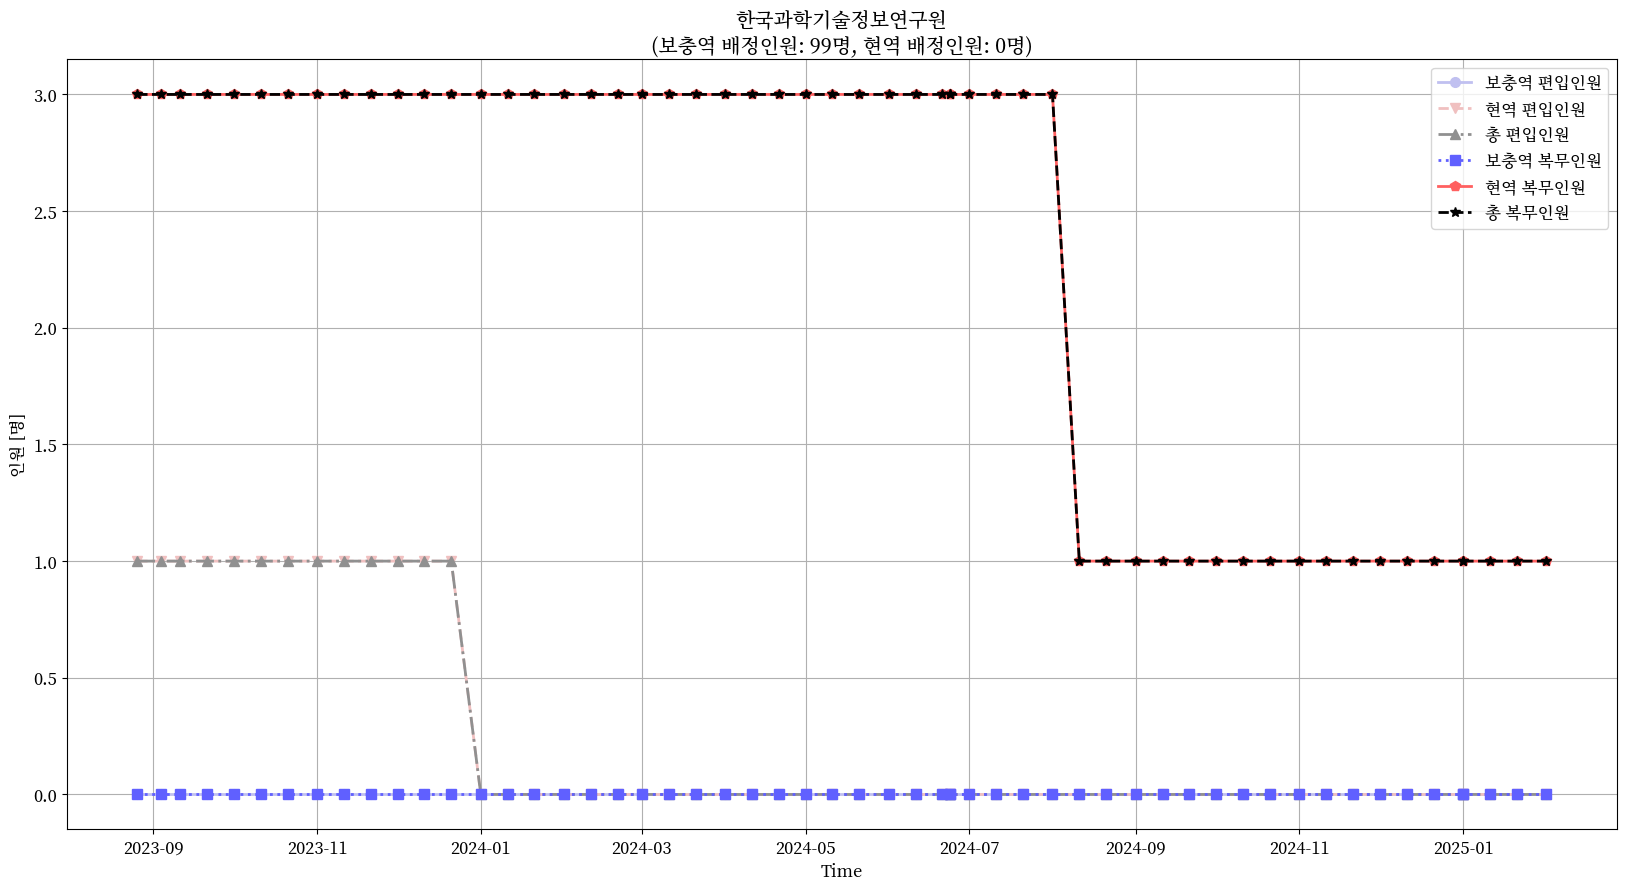 한국과학기술정보연구원
(보충역 배정인원: 99명, 현역 배정인원: 0명)
보충역 편입인원
현역 편입인원
총 편입인원
보충역 복무인원
현역 복무인원
총 복무인원
인원 [명]
3.0
2.5
2.0
1.5
1.0
0.5
0.0
2023-09
2023-11
2024-01
2024-03
2024-05
2024-07
2024-09
2024-11
2025-01
Time